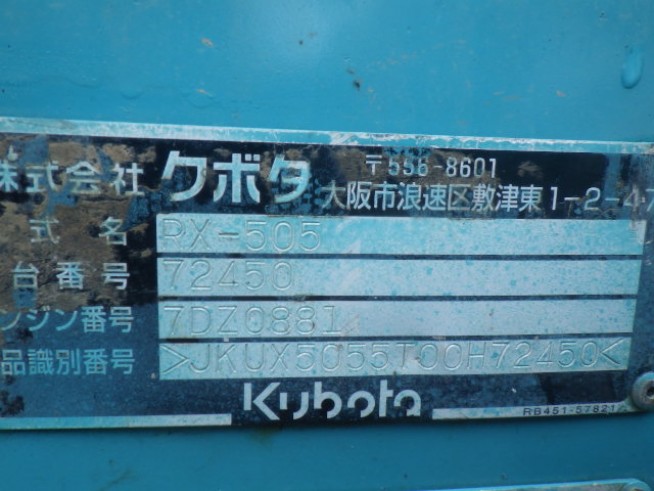 株式会社 クボタ 〒556-8601
大阪市浪速区敷津東1-2-47
式 名 RX-505
台番号 72450
ンジン番号 7DZ0881
品識別番号 >JKUX5055T00H72450<
Kubota
RB451-57821